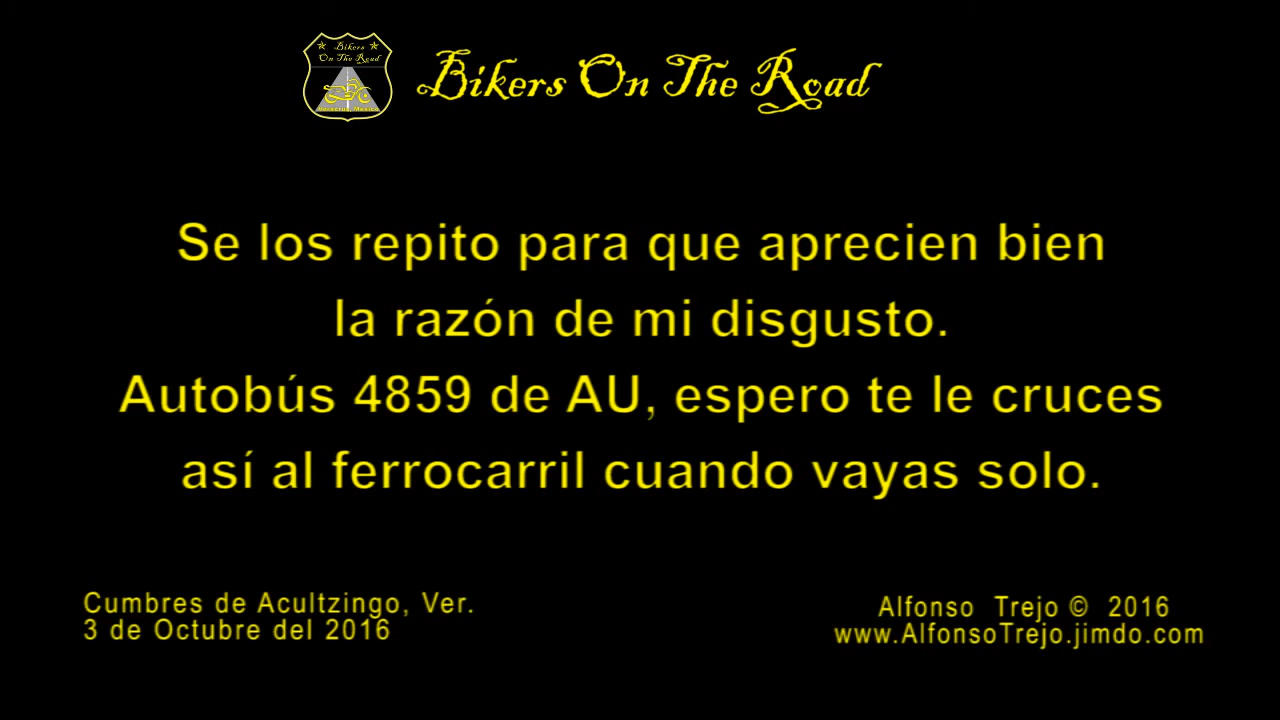 Bikers
On The Road
Veracruz, Mexico
Bikers On The Road
Se los repito para que aprecien bien
la razón de mi disgusto.
Autobús 4859 de AU, espero te le cruces
así al ferrocarril cuando vayas solo.
Cumbres de Acultzingo, Ver.
3 de Octubre del 2016
Alfonso Trejo © 2016
www.AlfonsoTrejo.jimdo.com